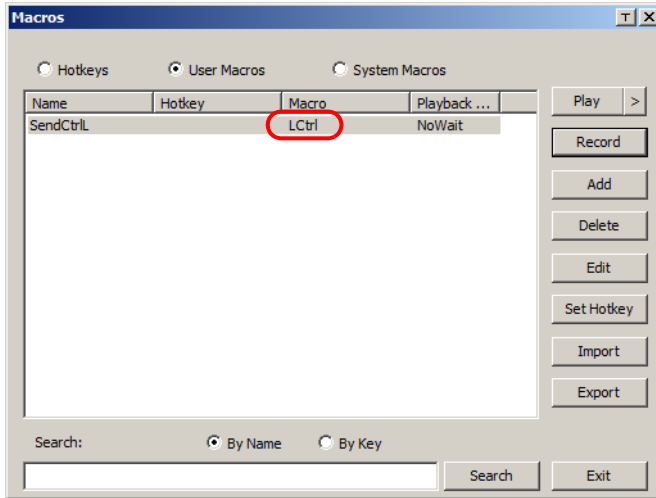 Macros
Hotkeys User Macros System Macros
Name Hotkey Macro Playback ... Play >
SendCtrlL LCtrl NoWait
Record
Add
Delete
Edit
Set Hotkey
Import
Export
Search: By Name By Key
Search Exit